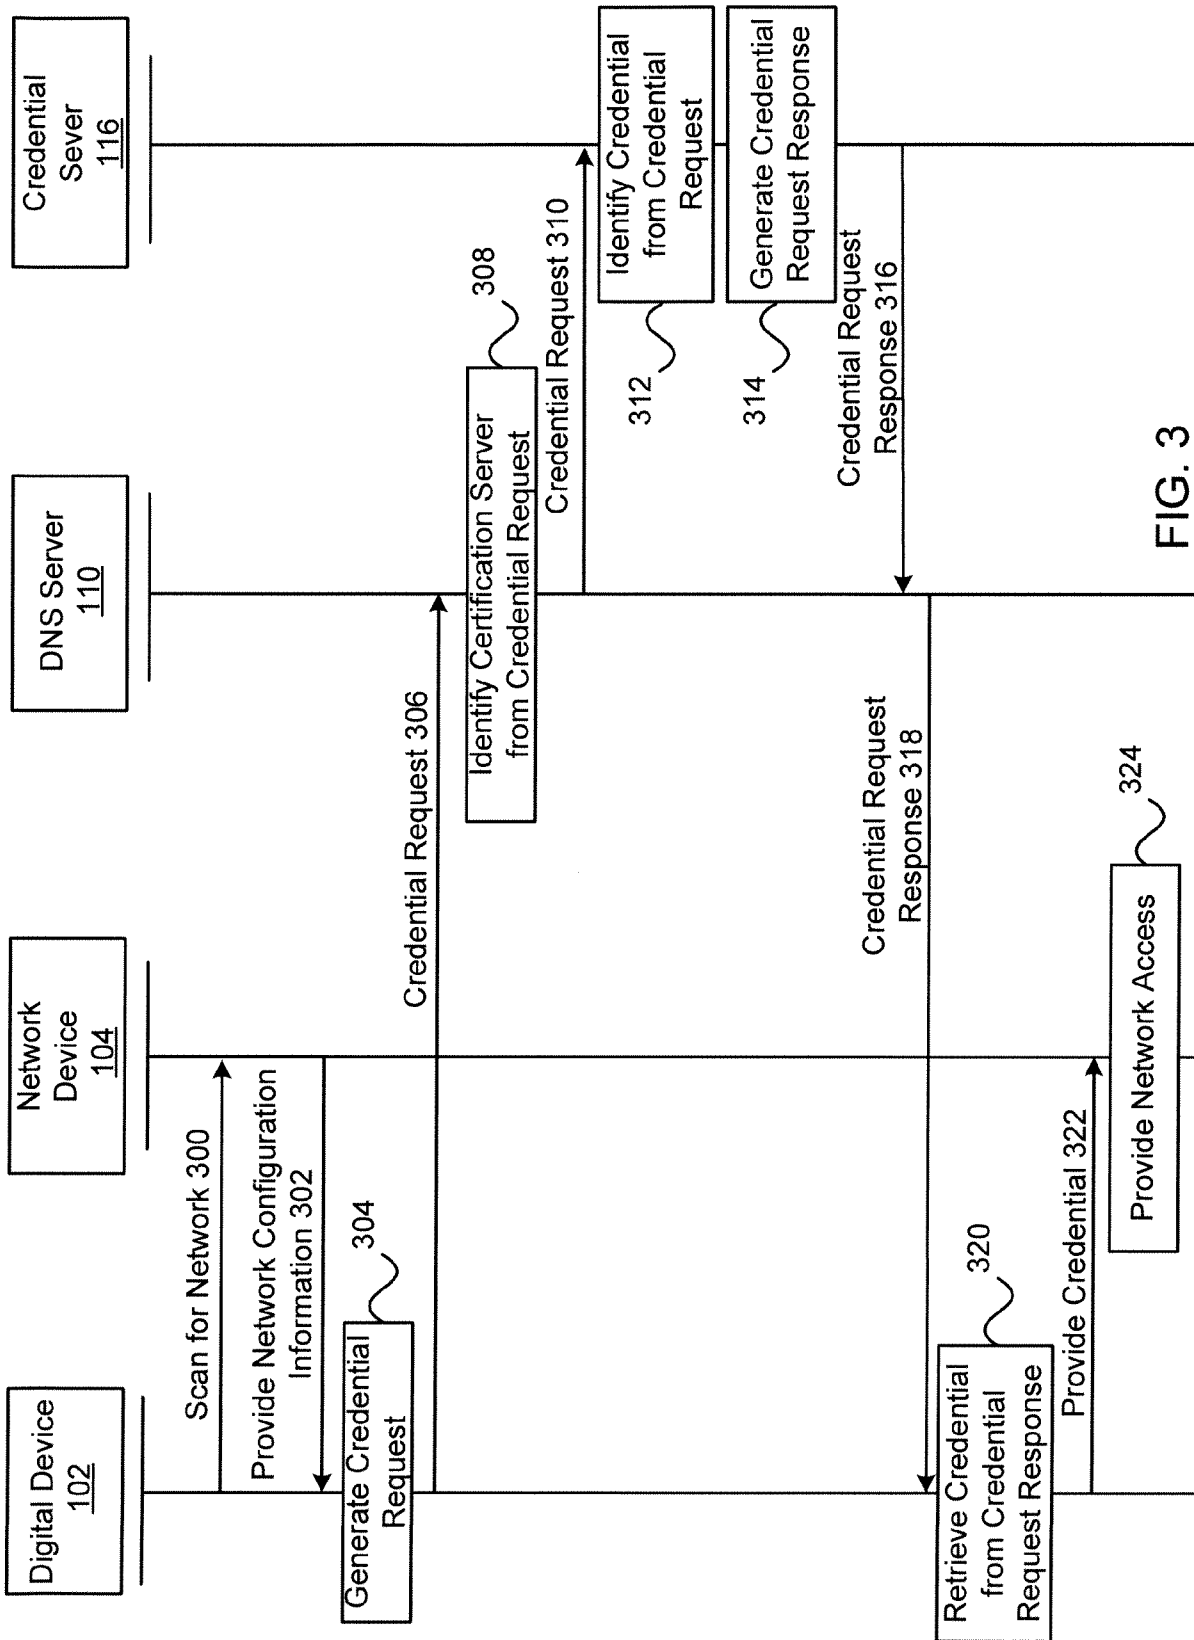 Digital Device
102
Network
Device
104
DNS Server
110
Credential
Sever
116
Scan for Network 300
Provide Network Configuration
Information 302
Generate Credential
Request
304
Credential Request 306
Identify Certification Server
from Credential Request
308
Credential Request 310
Identify Credential
from Credential
Request
312
Generate Credential
Request Response
314
Credential Request
Response 316
Credential Request
Response 318
Retrieve Credential
from Credential
Request Response
320
Provide Credential 322
Provide Network Access
324
FIG. 3